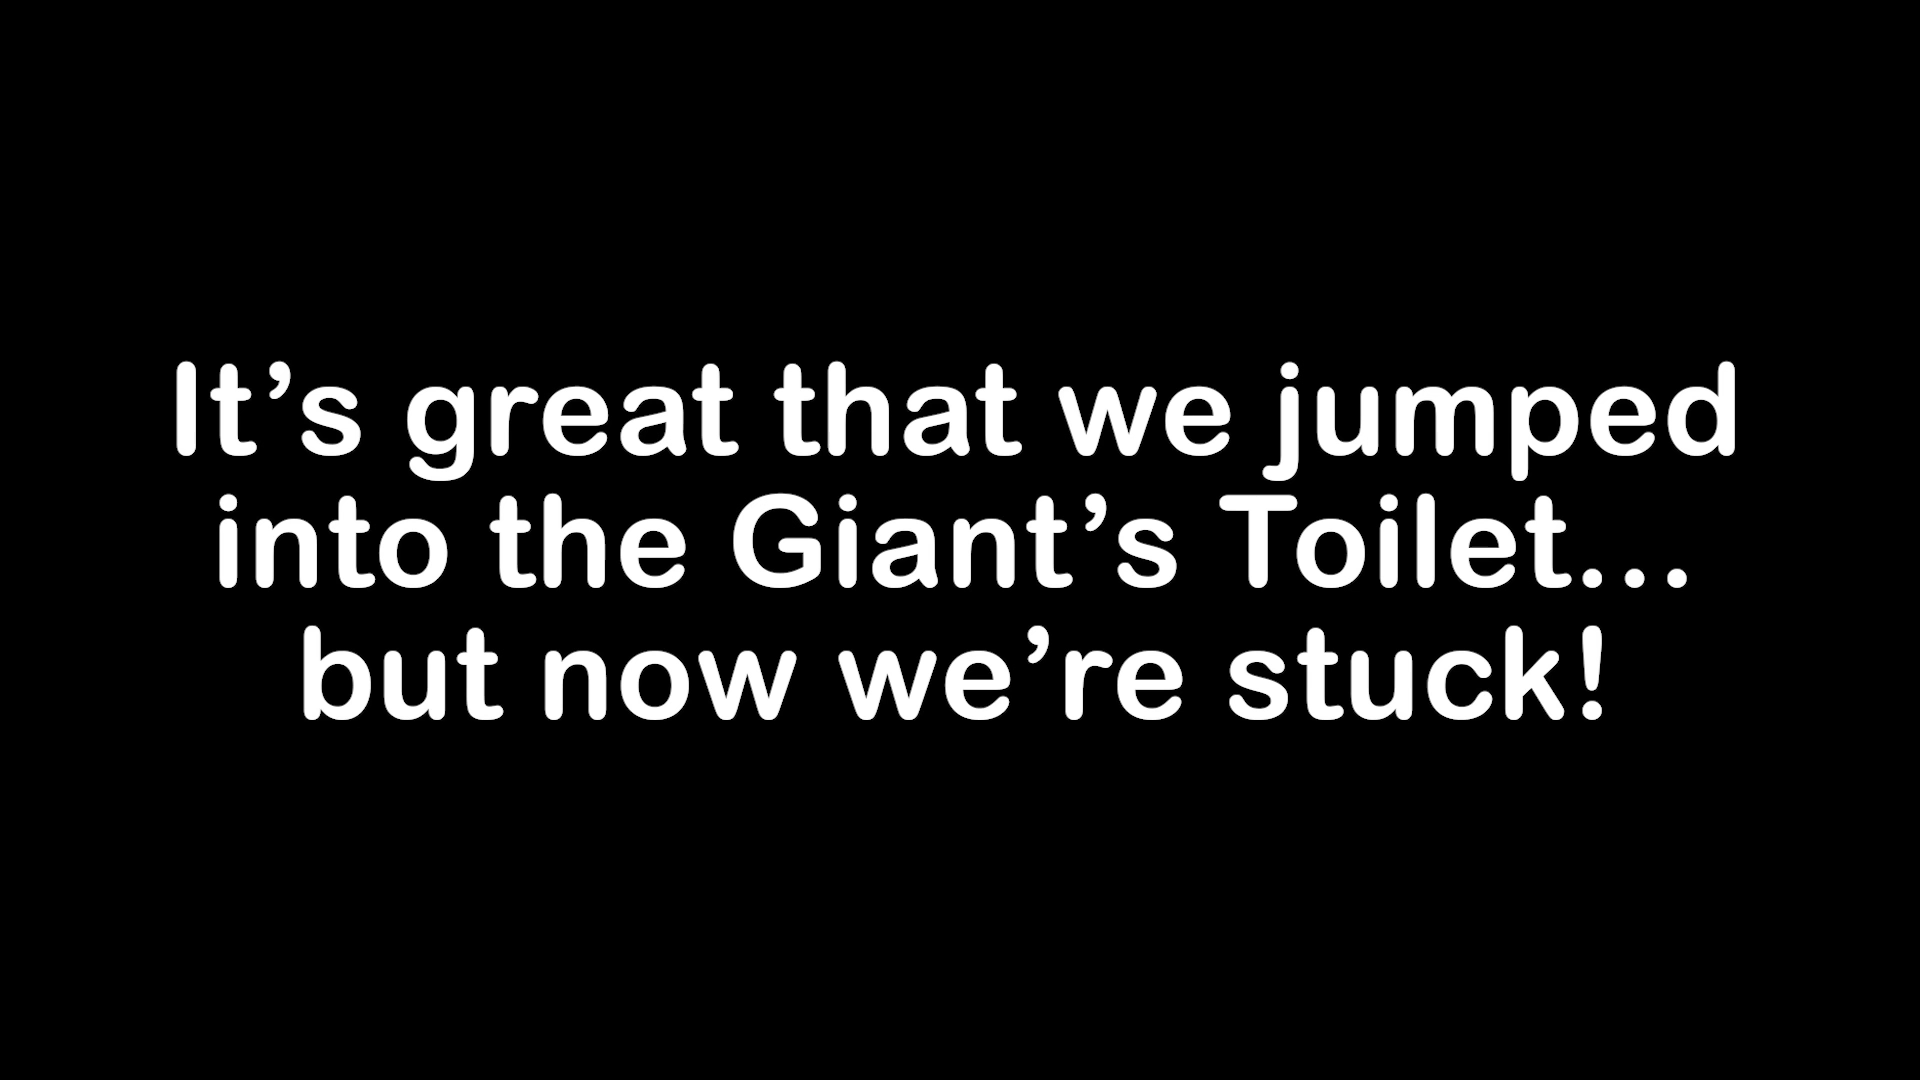 It’s great that we jumped
into the Giant’s Toilet...
but now we’re stuck!